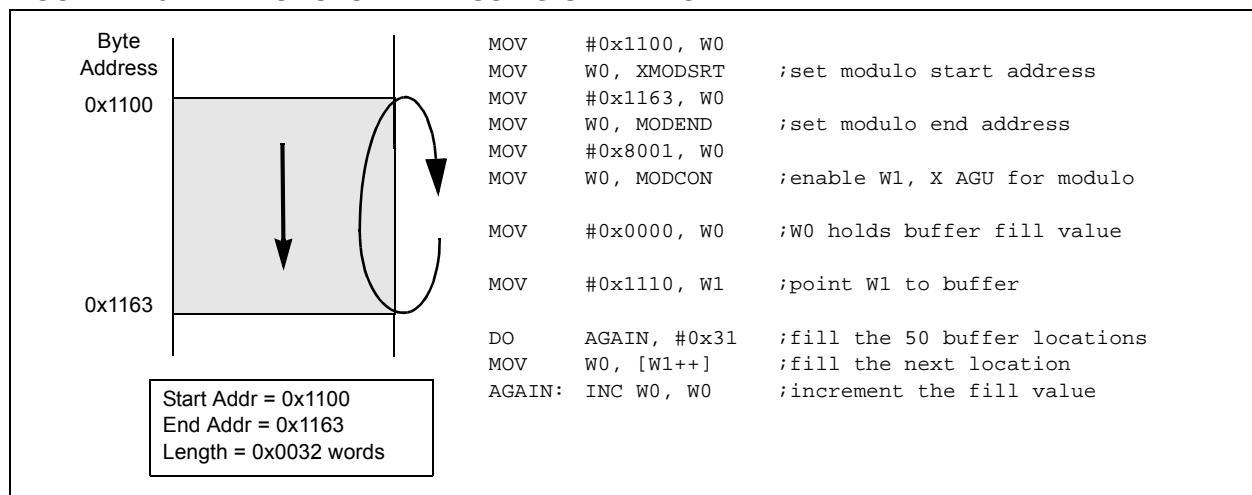 Byte
Address
0x1100
0x1163
Start Addr = 0x1100
End Addr = 0x1163
Length = 0x0032 words
MOV #0x1100, W0
MOV W0, XMODSRT ;set modulo start address
MOV #0x1163, W0
MOV W0, MODEND ;set modulo end address
MOV #0x8001, W0
MOV W0, MODCON ;enable W1, X AGU for modulo
MOV #0x0000, W0 ;W0 holds buffer fill value
MOV #0x1110, W1 ;point W1 to buffer
DO AGAIN, #0x31 ;fill the 50 buffer locations
MOV W0, [W1++] ;fill the next location
AGAIN: INC W0, W0 ;increment the fill value